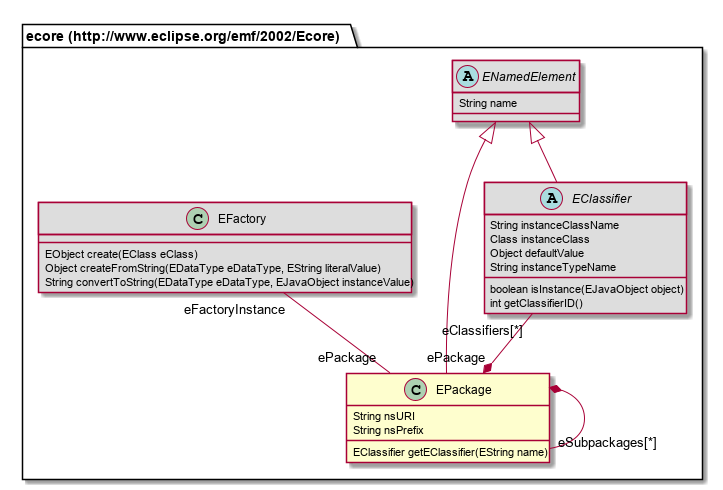 ecore (http://www.eclipse.org/emf/2002/Ecore)
A ENamedElement
String name
C EFactory
EObject create(EClass eClass)
Object createFromString(EDataType eDataType, EString literalValue)
String convertToString(EDataType eDataType, EJavaObject instanceValue)
A EClassifier
String instanceClassName
Class instanceClass
Object defaultValue
String instanceTypeName
boolean isInstance(EJavaObject object)
int getClassifierID()
eFactoryInstance
eClassifiers[*]
ePackage
ePackage
C EPackage
String nsURI
String nsPrefix
EClassifier getEClassifier(EString name)
eSubpackages[*]